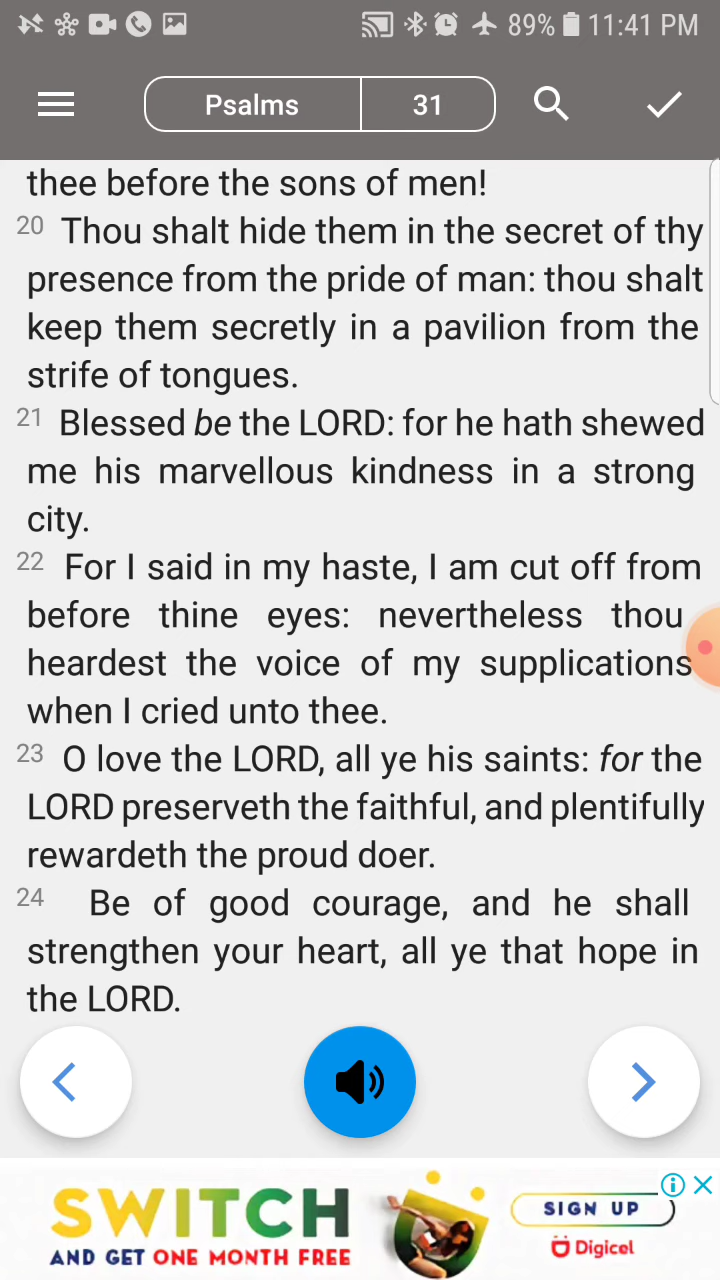 89% 11:41 PM
Psalms 31
thee before the sons of men!
20 Thou shalt hide them in the secret of thy
presence from the pride of man: thou shalt
keep them secretly in a pavilion from the
strife of tongues.
21 Blessed be the LORD: for he hath shewed
me his marvellous kindness in a strong
city.
22 For I said in my haste, I am cut off from
before thine eyes: nevertheless thou
heardest the voice of my supplications
when I cried unto thee.
23 O love the LORD, all ye his saints: for the
LORD preserveth the faithful, and plentifully
rewardeth the proud doer.
24 Be of good courage, and he shall
strengthen your heart, all ye that hope in
the LORD.
SWITCH
AND GET ONE MONTH FREE
SIGN UP
Digicel